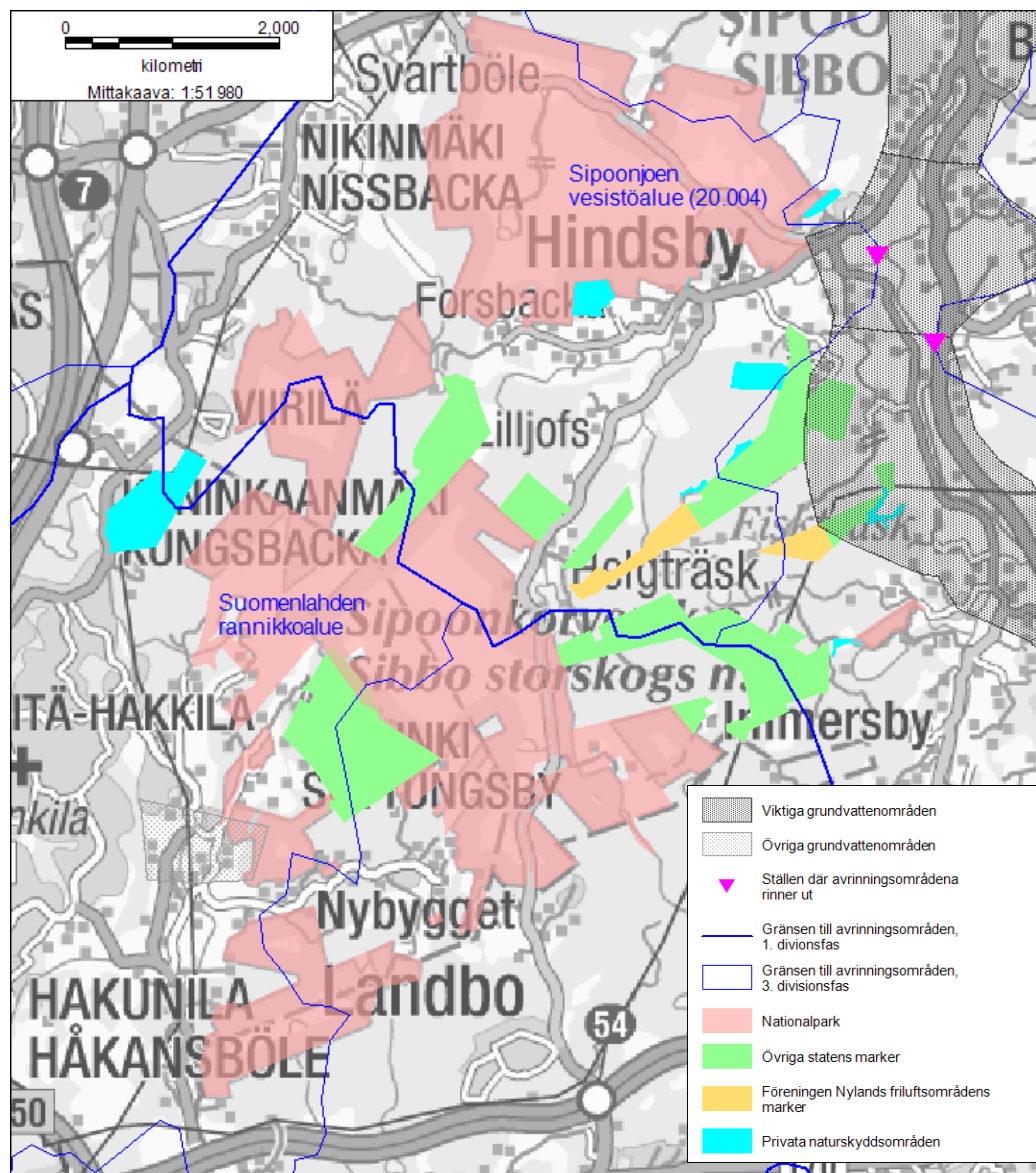 0 2,000
kilometri
Mittakaava: 1:51 980
SIPOO
SIBBO
B
Svartböle
NIKINMÄKI
NISSBACKA
7
Sipoonjoen
vesistöalue (20.004)
Hindsby
Forsbacka
AS
VIIRILÄ
Lilljofs
KUNINKAANMÄKI
KUNGSBACKA
Helgträsk
Suomenlahden
rannikkoalue
Sibbo storskogs n.
ITÄ-HAKKILA
Immersby
nkila
Nybygget
Landbo
HAKUNILA
HÅKANSBÖLE
54
50
Viktiga grundvattenområden
Övriga grundvattenområden
Ställen där avrinningsområdena
rinner ut
Gränsen till avrinningsområden,
1. divionsfas
Gränsen till avrinningsområden,
3. divisionsfas
Nationalpark
Övriga statens marker
Föreningen Nylands friluftsområdens
marker
Privata naturskyddsområden